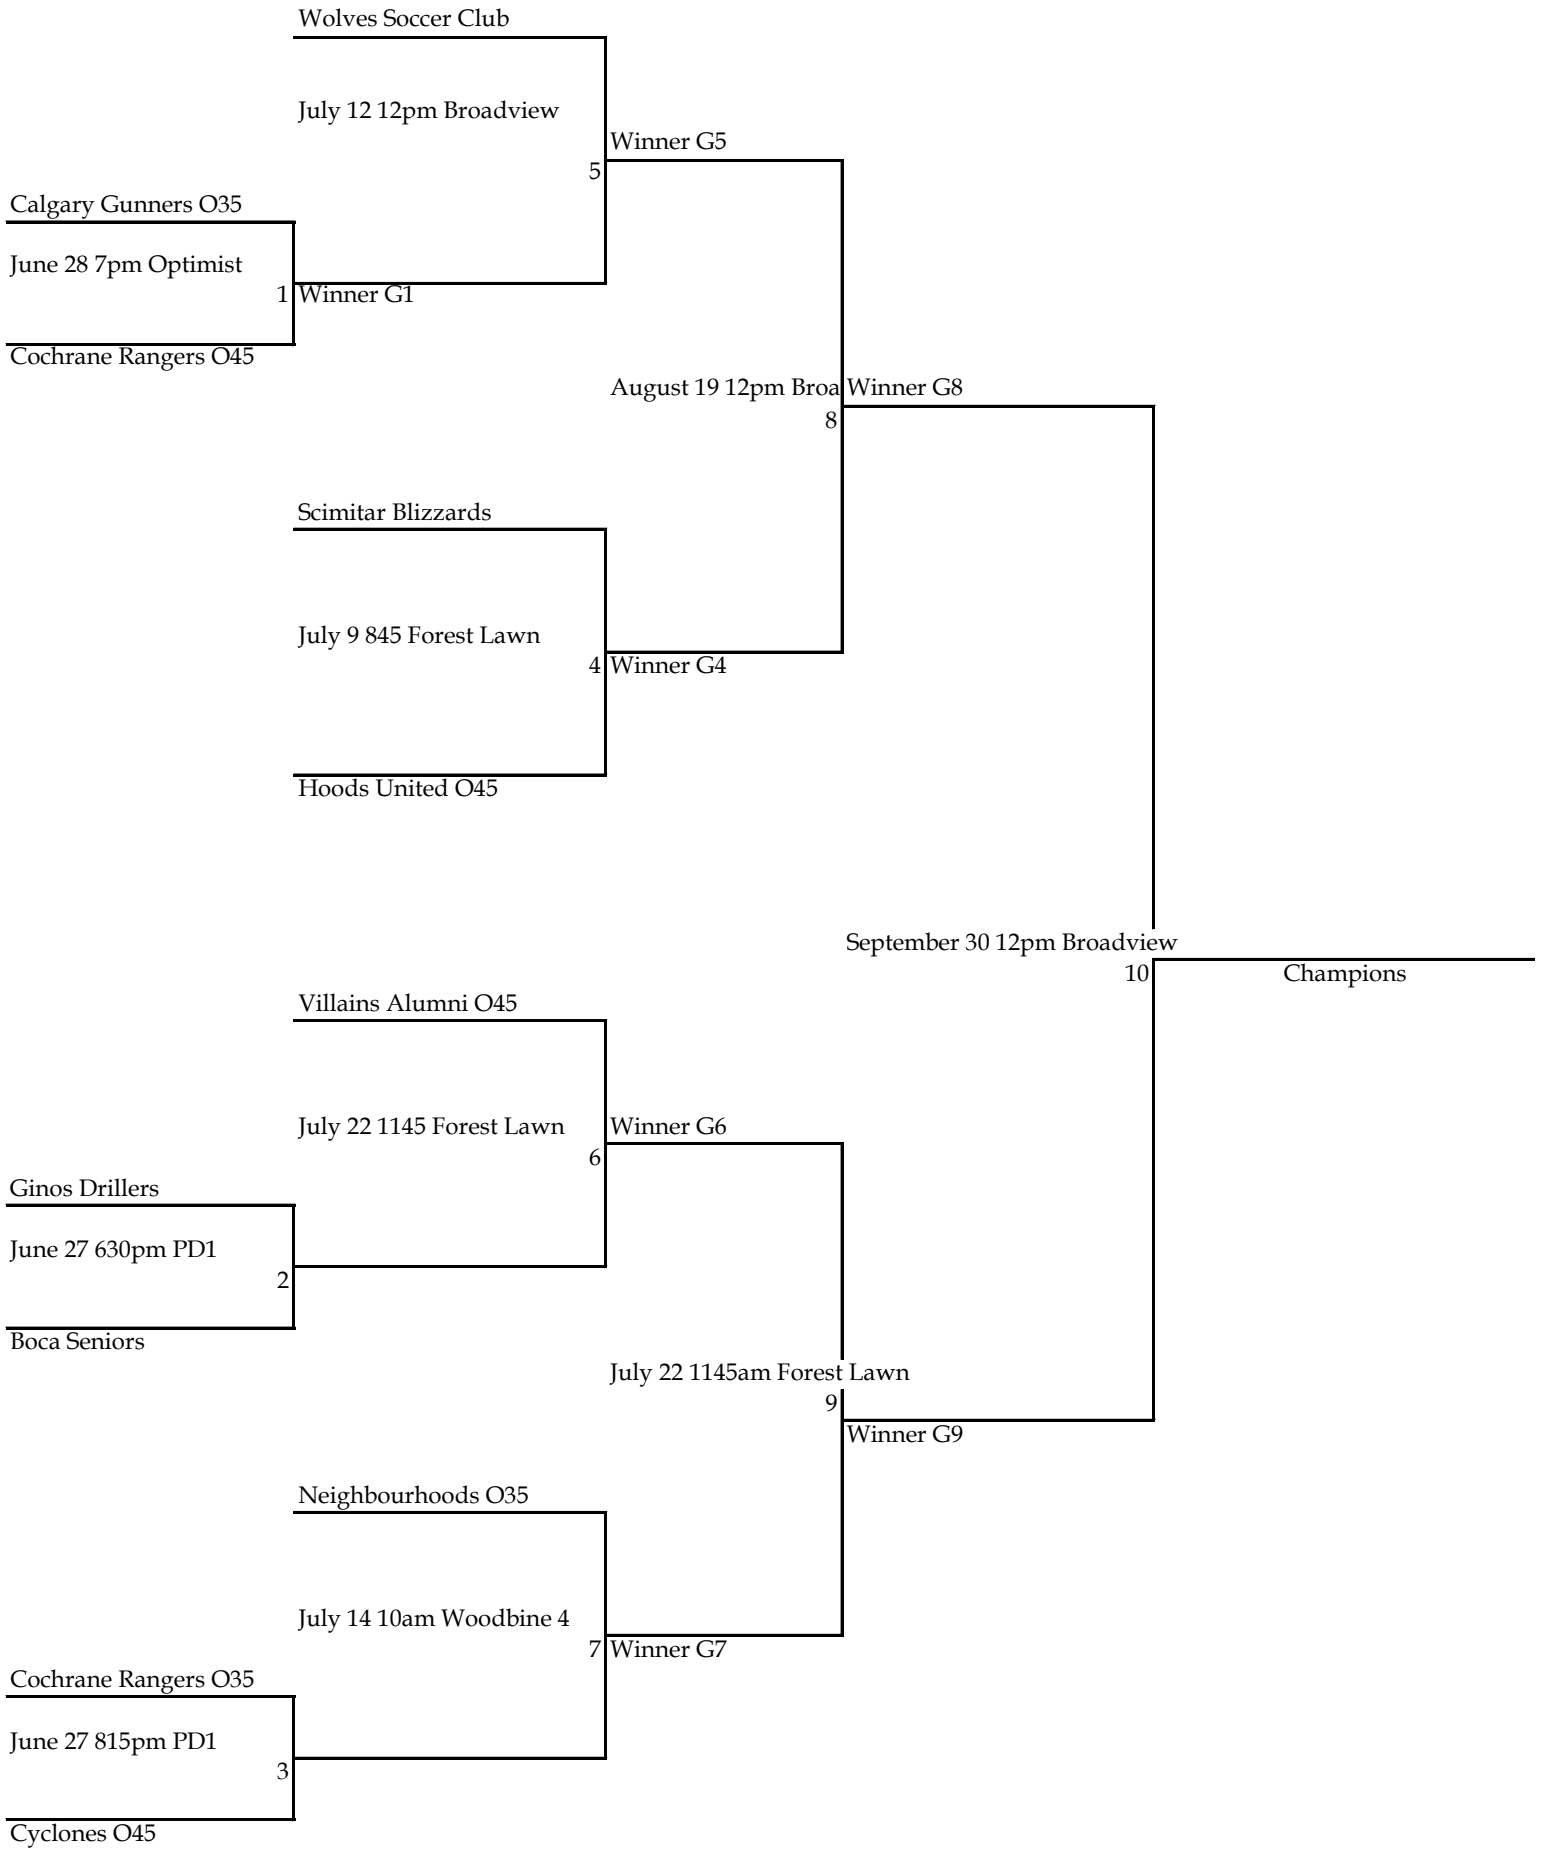 Wolves Soccer Club
July 12 12pm Broadview
Winner G5
5
Calgary Gunners O35
June 28 7pm Optimist
1
Winner G1
Cochrane Rangers O45
August 19 12pm Broa
Winner G8
8
Scimitar Blizzards
July 9 845 Forest Lawn
4
Winner G4
Hoods United O45
September 30 12pm Broadview
10
Champions
Villains Alumni O45
July 22 1145 Forest Lawn
Winner G6
6
Ginos Drillers
June 27 630pm PD1
2
Boca Seniors
July 22 1145am Forest Lawn
9
Winner G9
Neighbourhoods O35
July 14 10am Woodbine 4
7
Winner G7
Cochrane Rangers O35
June 27 815pm PD1
3
Cyclones O45